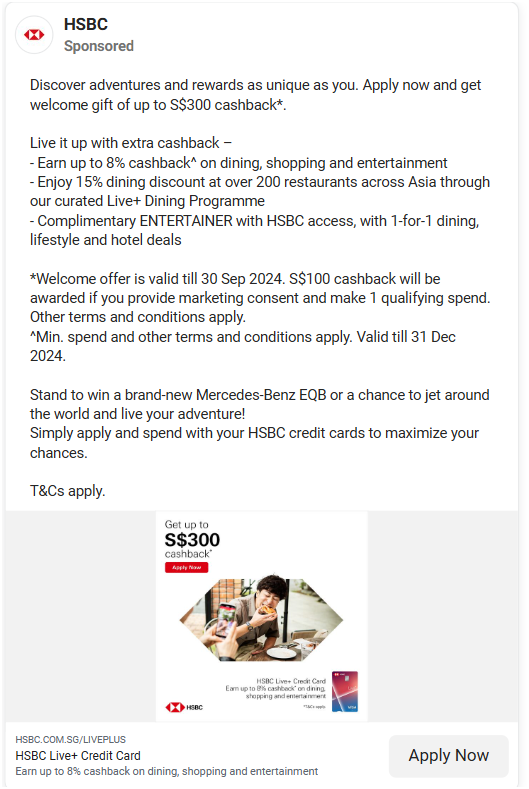 HSBC
Sponsored
Discover adventures and rewards as unique as you. Apply now and get
welcome gift of up to S$300 cashback*.
Live it up with extra cashback –
- Earn up to 8% cashback^ on dining, shopping and entertainment
- Enjoy 15% dining discount at over 200 restaurants across Asia through
our curated Live+ Dining Programme
- Complimentary ENTERTAINER with HSBC access, with 1-for-1 dining,
lifestyle and hotel deals
*Welcome offer is valid till 30 Sep 2024. S$100 cashback will be
awarded if you provide marketing consent and make 1 qualifying spend.
Other terms and conditions apply.
^Min. spend and other terms and conditions apply. Valid till 31 Dec
2024.
Stand to win a brand-new Mercedes-Benz EQB or a chance to jet around
the world and live your adventure!
Simply apply and spend with your HSBC credit cards to maximize your
chances.
T&Cs apply.
Get up to
S$300
cashback*
Apply Now
HSBC Live+ Credit Card
Earn up to 8% cashback* on dining,
shopping and entertainment
*T&Cs apply
HSBC
VISA
HSBC.COM.SG/LIVEPLUS
HSBC Live+ Credit Card
Earn up to 8% cashback on dining, shopping and entertainment
Apply Now